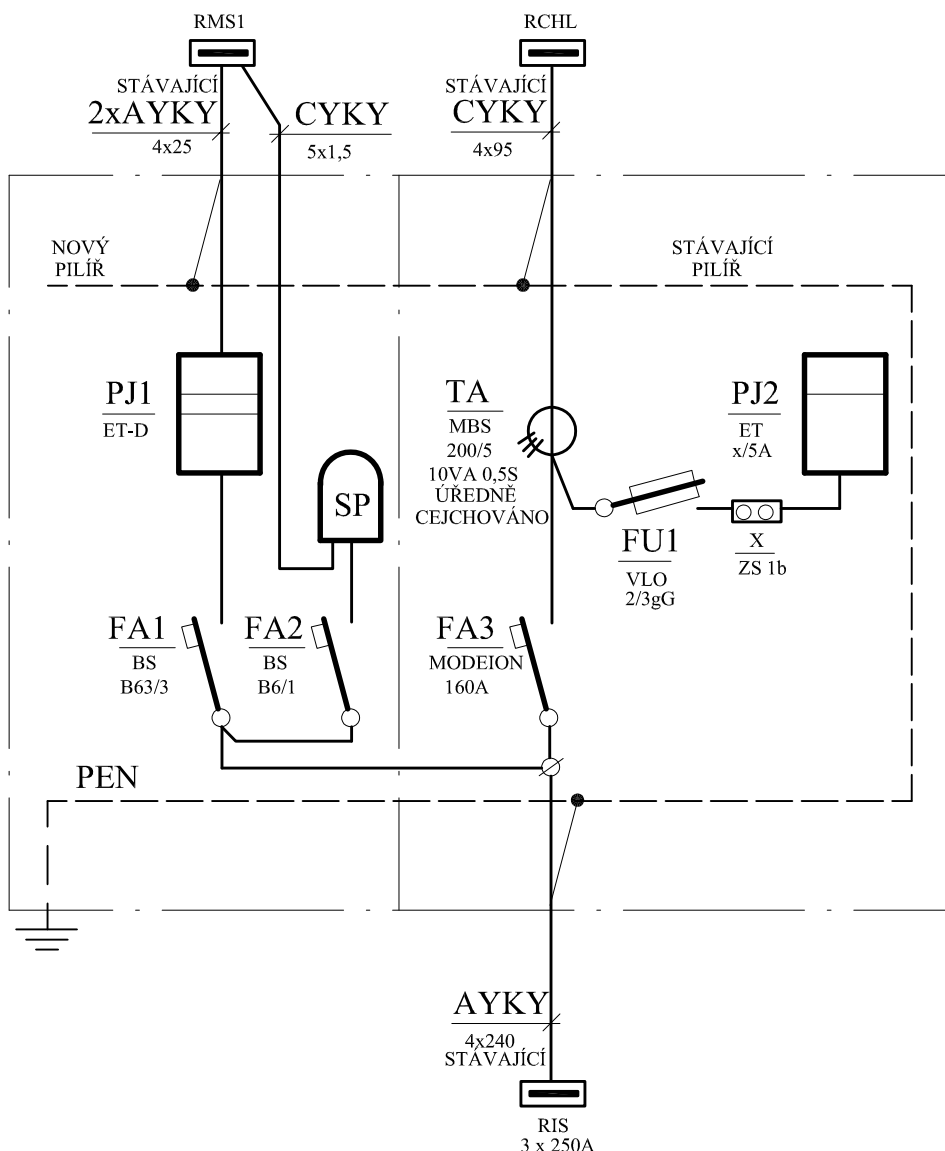 RMS1
RCHL
STÁVAJÍCÍ
2xAYKY
4x25
CYKY
5x1,5
STÁVAJÍCÍ
CYKY
4x95
NOVÝ
PILÍŘ
STÁVAJÍCÍ
PILÍŘ
PJ1
ET-D
TA
MBS
200/5
10VA 0,5S
ÚŘEDNĚ
CEJCHOVÁNO
PJ2
ET
x/5A
SP
FU1
VLO
2/3gG
X
ZS 1b
FA1
BS
B63/3
FA2
BS
B6/1
FA3
MODEION
160A
PEN
AYKY
4x240
STÁVAJÍCÍ
RIS
3 x 250A